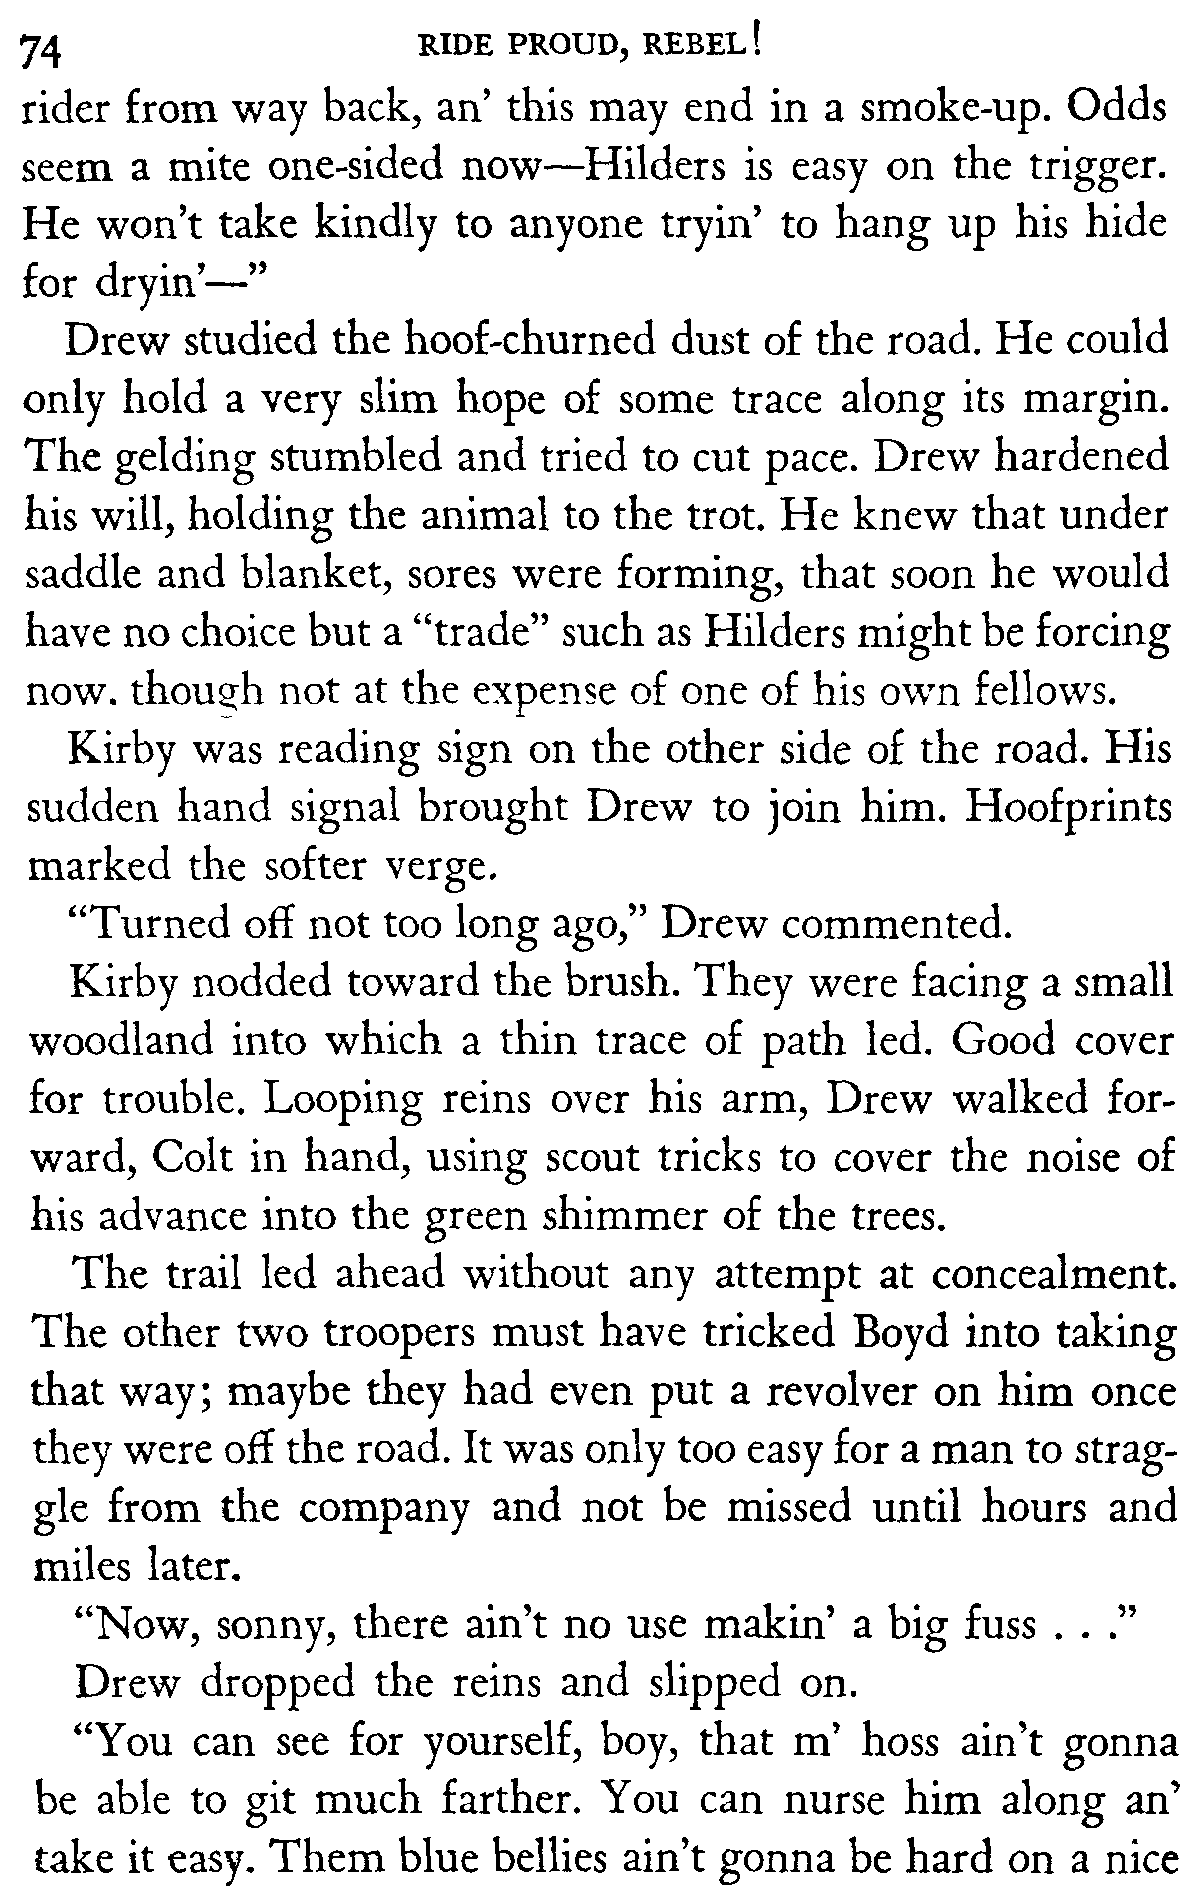 74 RIDE PROUD, REBEL!
rider from way back, an' this may end in a smoke-up. Odds
seem a mite one-sided now—Hilders is easy on the trigger.
He won't take kindly to anyone tryin' to hang up his hide
for dryin'—"
Drew studied the hoof-churned dust of the road. He could
only hold a very slim hope of some trace along its margin.
The gelding stumbled and tried to cut pace. Drew hardened
his will, holding the animal to the trot. He knew that under
saddle and blanket, sores were forming, that soon he would
have no choice but a “trade” such as Hilders might be forcing
now. though not at the expense of one of his own fellows.
Kirby was reading sign on the other side of the road. His
sudden hand signal brought Drew to join him. Hoofprints
marked the softer verge.
“Turned off not too long ago,” Drew commented.
Kirby nodded toward the brush. They were facing a small
woodland into which a thin trace of path led. Good cover
for trouble. Looping reins over his arm, Drew walked for-
ward, Colt in hand, using scout tricks to cover the noise of
his advance into the green shimmer of the trees.
The trail led ahead without any attempt at concealment.
The other two troopers must have tricked Boyd into taking
that way; maybe they had even put a revolver on him once
they were off the road. It was only too easy for a man to strag-
gle from the company and not be missed until hours and
miles later.
“Now, sonny, there ain't no use makin' a big fuss . . .”
Drew dropped the reins and slipped on.
“You can see for yourself, boy, that m' hoss ain't gonna
be able to git much farther. You can nurse him along an'
take it easy. Them blue bellies ain't gonna be hard on a nice